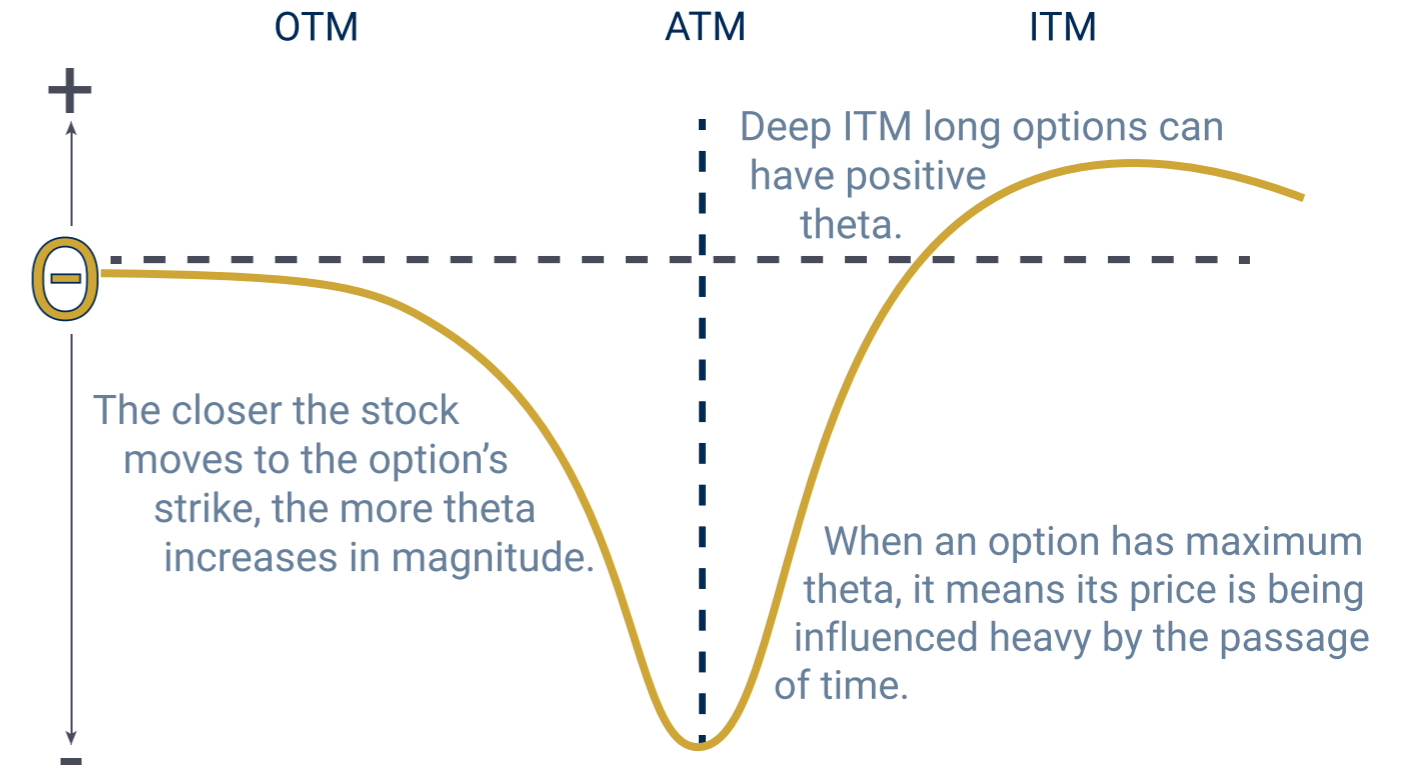 OTM
ATM
ITM
+
Deep ITM long options can
have positive
theta.
Θ
The closer the stock
moves to the option’s
strike, the more theta
increases in magnitude.
When an option has maximum
theta, it means its price is being
influenced heavy by the passage
of time.
-